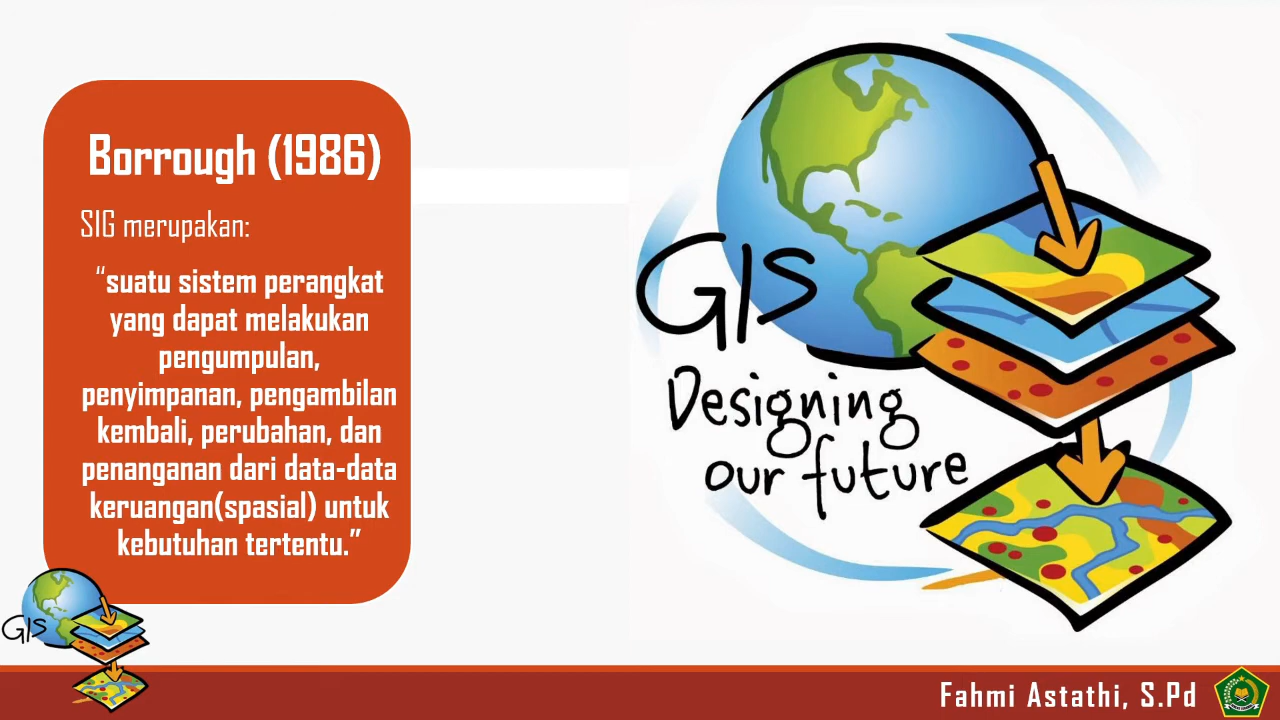 Borrough (1986)
SIG merupakan:
“suatu sistem perangkat
yang dapat melakukan
pengumpulan,
penyimpanan, pengambilan
kembali, perubahan, dan
penanganan dari data-data
keruangan(spasial) untuk
kebutuhan tertentu.”
GIS
Designing
our future
GIS
Fahmi Astathi, S.Pd